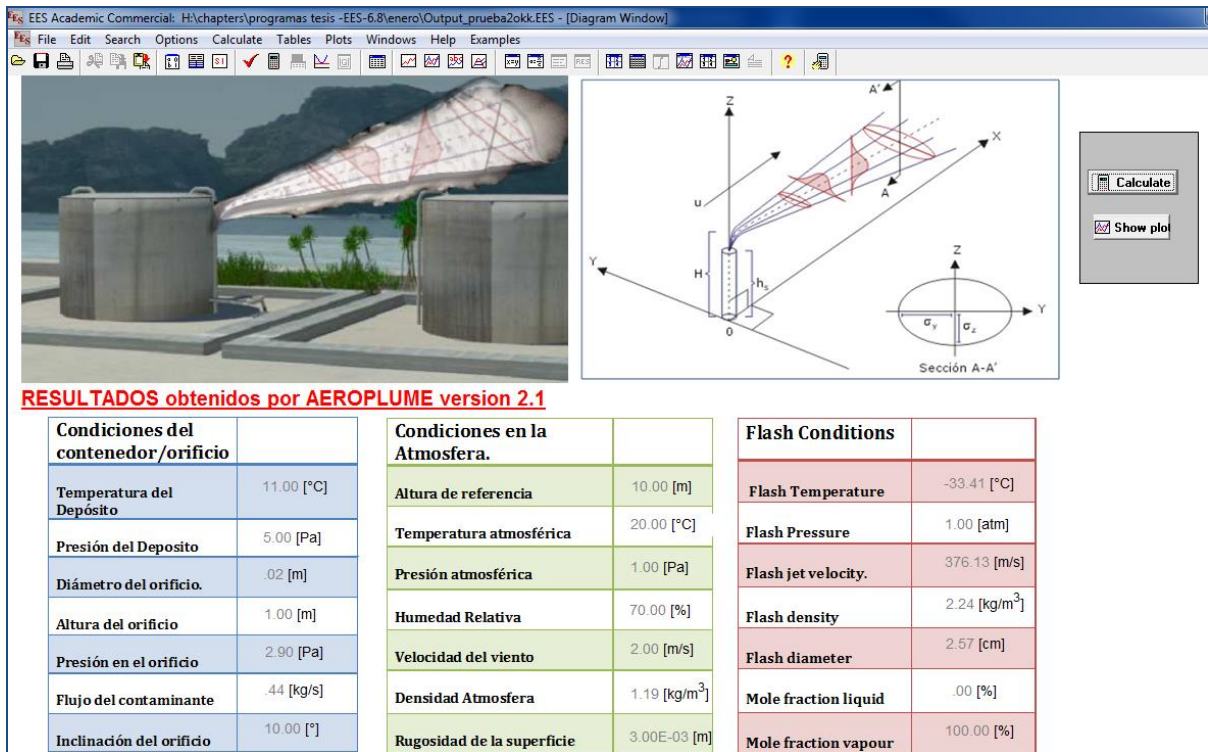 EES Academic Commercial: H:\chapters\programas tesis -EES-6.8\enero\Output_prueba2okk.EES - [Diagram Window]
File Edit Search Options Calculate Tables Plots Windows Help Examples
Z
A'
X
u
A
Y
H
hs
0
Z
Y
σY
σz
Sección A-A'
Calculate
Show plo
RESULTADOS obtenidos por AEROPLUME version 2.1
Condiciones del
contenedor/orificio
Temperatura del
Depósito
11.00 [°C]
Presión del Deposito
5.00 [Pa]
Diámetro del orificio.
.02 [m]
Altura del orificio
1.00 [m]
Presión en el orificio
2.90 [Pa]
Flujo del contaminante
.44 [kg/s]
Inclinación del orificio
10.00 [°]
Condiciones en la
Atmosfera.
Altura de referencia
10.00 [m]
Temperatura atmosférica
20.00 [°C]
Presión atmosférica
1.00 [Pa]
Humedad Relativa
70.00 [%]
Velocidad del viento
2.00 [m/s]
Densidad Atmosfera
1.19 [kg/m³]
Rugosidad de la superficie
3.00E-03 [m]
Flash Conditions
Flash Temperature
-33.41 [°C]
Flash Pressure
1.00 [atm]
Flash jet velocity.
376.13 [m/s]
Flash density
2.24 [kg/m³]
Flash diameter
2.57 [cm]
Mole fraction liquid
.00 [%]
Mole fraction vapour
100.00 [%]